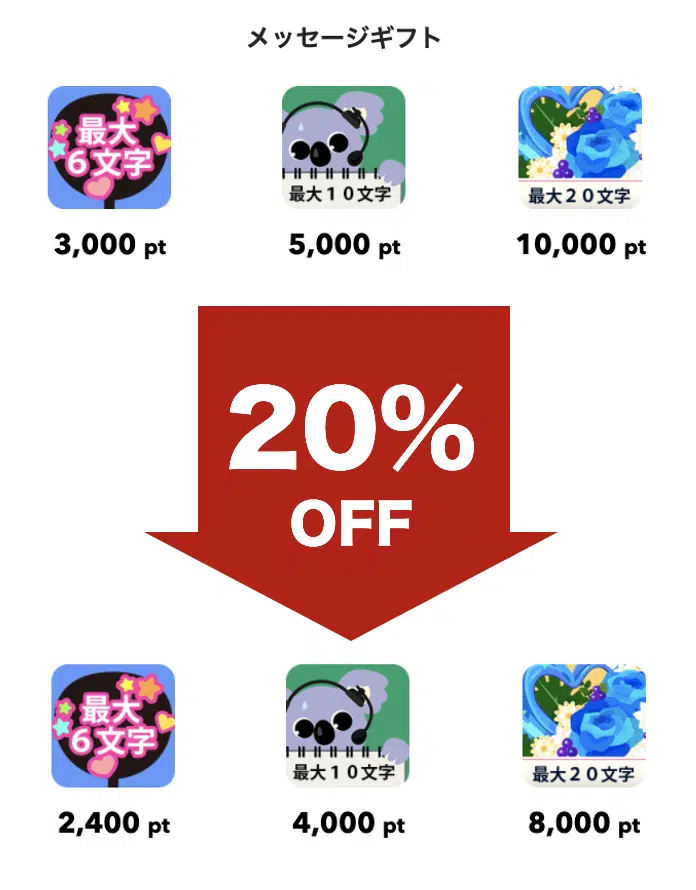 メッセージギフト
最大
6文字
最大10文字
最大20文字
3,000 pt
5,000 pt
10,000 pt
20%
OFF
最大
6文字
最大10文字
最大20文字
2,400 pt
4,000 pt
8,000 pt